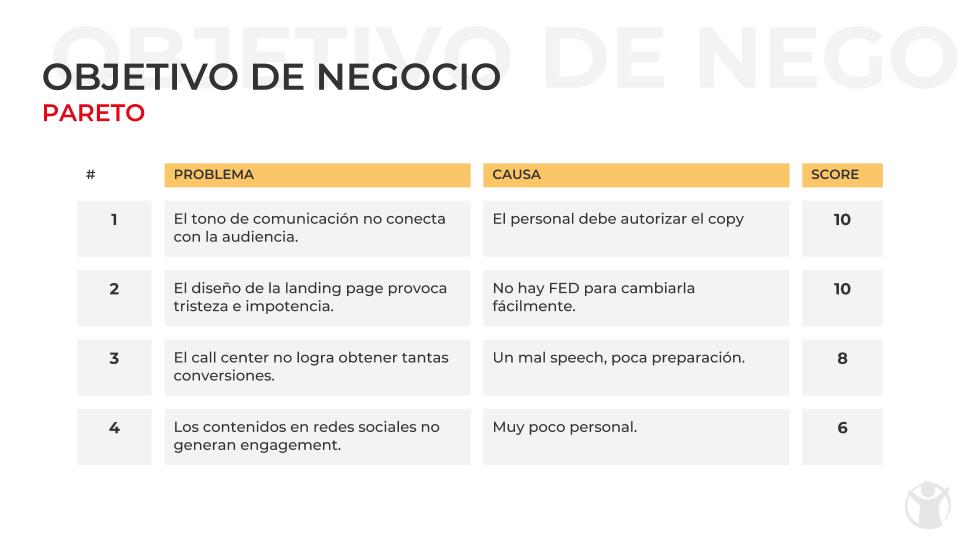 OBJETIVO DE NEGO
OBJETIVO DE NEGOCIO
PARETO
# PROBLEMA CAUSA SCORE
1 El tono de comunicación no conecta El personal debe autorizar el copy 10
con la audiencia.
2 El diseño de la landing page provoca No hay FED para cambiarla 10
tristeza e impotencia. fácilmente.
3 El call center no logra obtener tantas Un mal speech, poca preparación. 8
conversiones.
4 Los contenidos en redes sociales no Muy poco personal. 6
generan engagement.